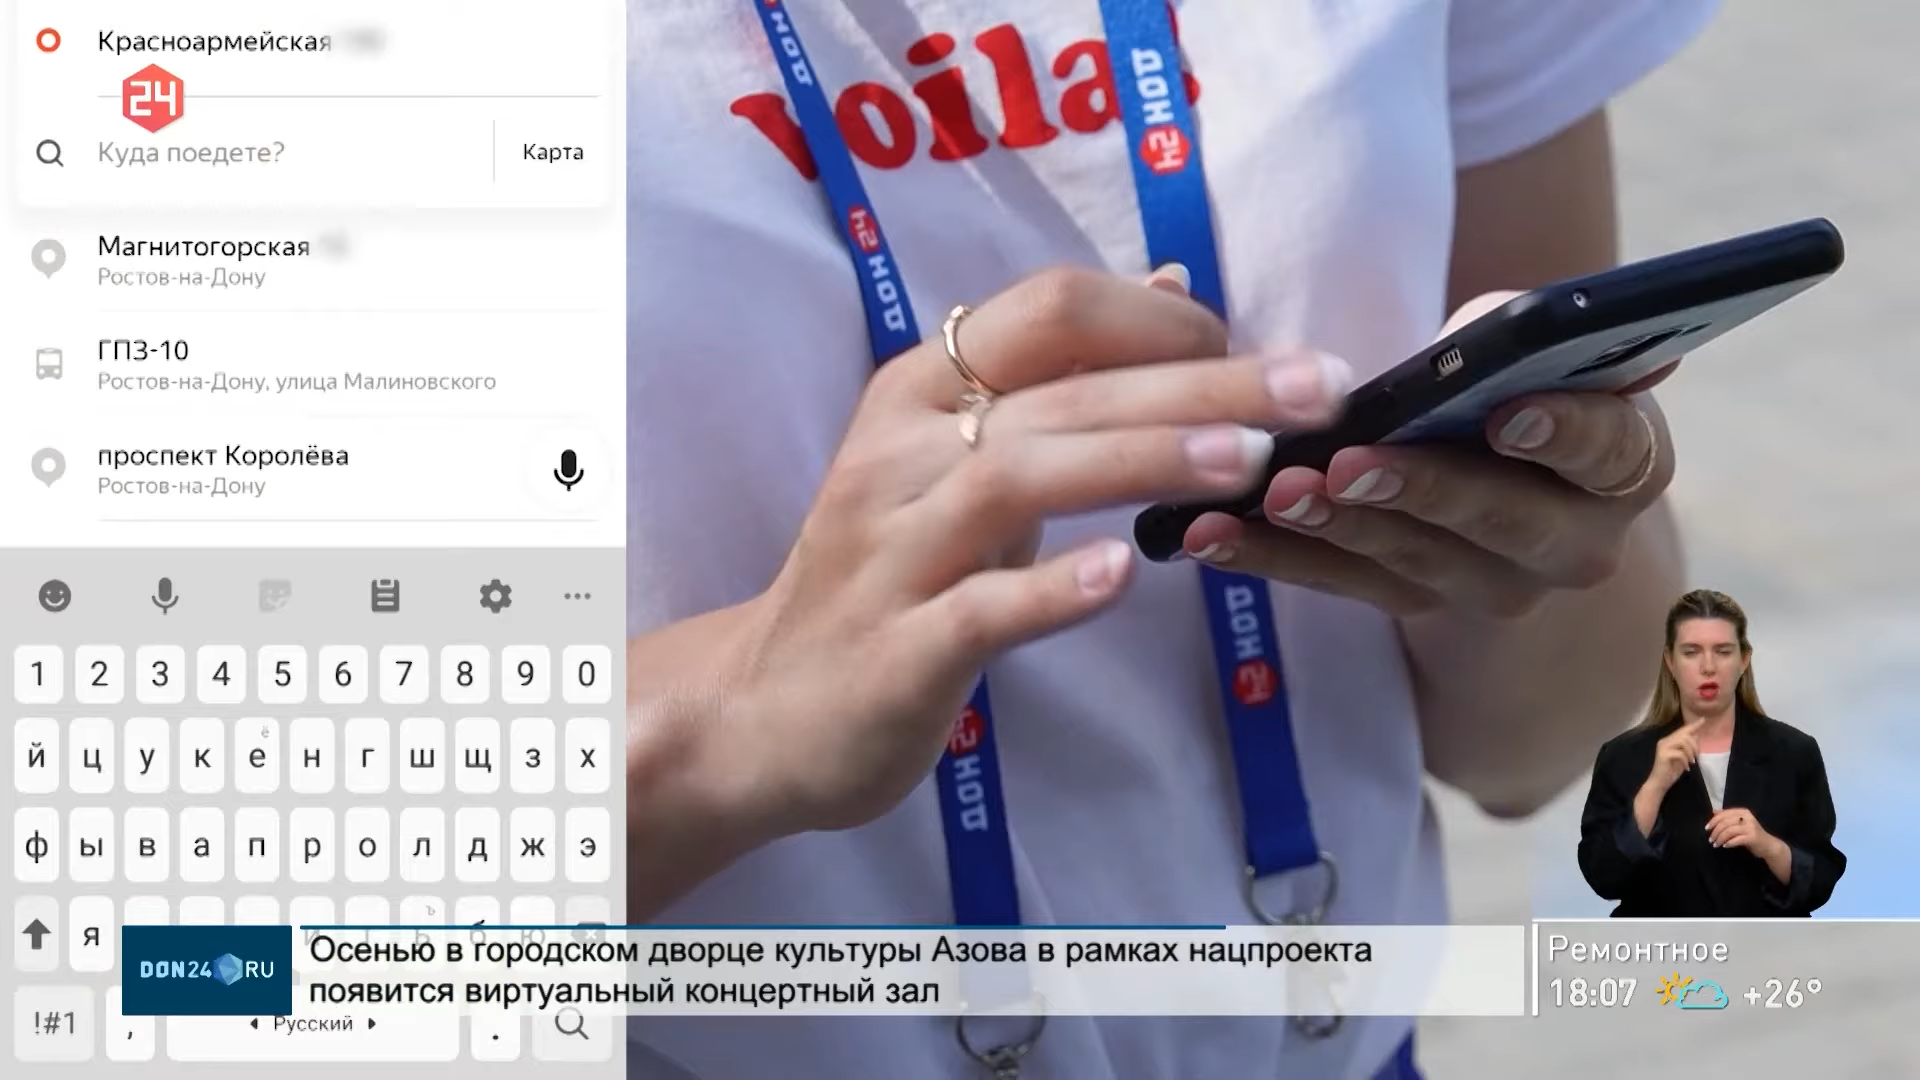 Красноармейская
24
Куда поедете?
Карта
Магнитогорская
Ростов-на-Дону
ГПЗ-10
Ростов-на-Дону, улица Малиновского
проспект Королёва
Ростов-на-Дону
1 2 3 4 5 6 7 8 9 0
ё
й ц у к е н г ш щ з х
ф ы в а п р о л д ж э
ъ
я и т ь б ю
!#1 , Русский .
voila
ДОН 24
ДОН 24
ДОН 24
ДОН 24
ДОН 24
DON24 RU
Осенью в городском дворце культуры Азова в рамках нацпроекта
появится виртуальный концертный зал
Ремонтное
18:07 +26°